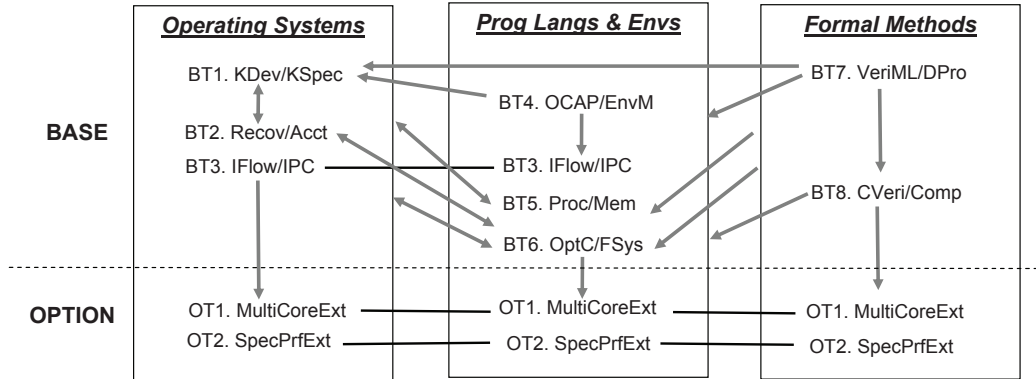 Operating Systems
Prog Langs & Envs
Formal Methods
BASE
BT1. KDev/KSpec
BT2. Recov/Acct
BT3. IFlow/IPC
BT4. OCAP/EnvM
BT3. IFlow/IPC
BT5. Proc/Mem
BT6. OptC/FSys
BT7. VeriML/DPro
BT8. CVeri/Comp
OPTION
OT1. MultiCoreExt
OT2. SpecPrfExt
OT1. MultiCoreExt
OT2. SpecPrfExt
OT1. MultiCoreExt
OT2. SpecPrfExt